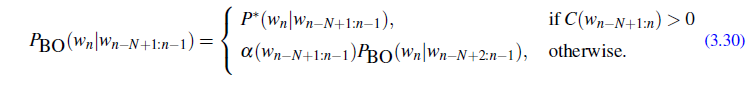 P_BO(w_n|w_{n−N+1:n−1}) = { P*(w_n|w_{n−N+1:n−1}), if C(w_{n−N+1:n}) > 0
α(w_{n−N+1:n−1})P_BO(w_n|w_{n−N+2:n−1}), otherwise.
(3.30)